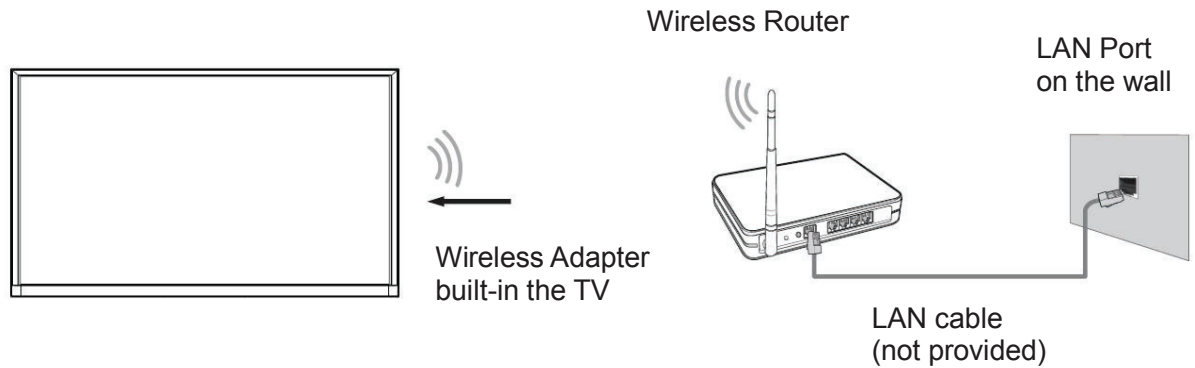 Wireless Router
LAN Port
on the wall
Wireless Adapter
built-in the TV
LAN cable
(not provided)